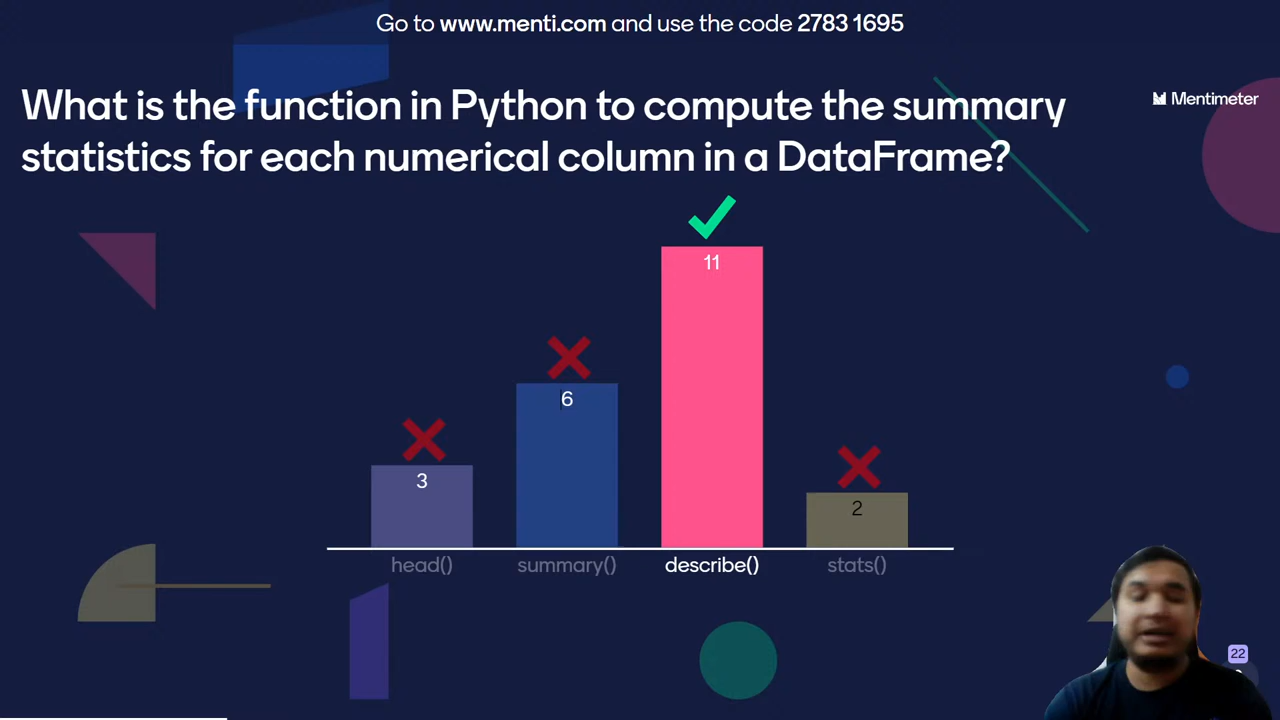 Go to www.menti.com and use the code 2783 1695
What is the function in Python to compute the summary
statistics for each numerical column in a DataFrame?
Mentimeter
11
6
3
2
head()
summary()
describe()
stats()
22